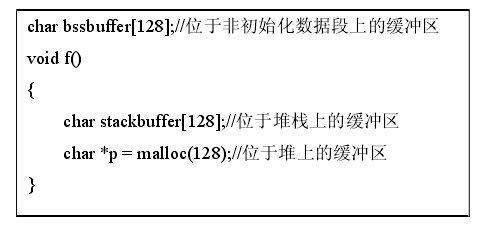 char bssbuffer[128];//位于非初始化数据段上的缓冲区
void f()
{
char stackbuffer[128];//位于堆栈上的缓冲区
char *p = malloc(128);//位于堆上的缓冲区
}